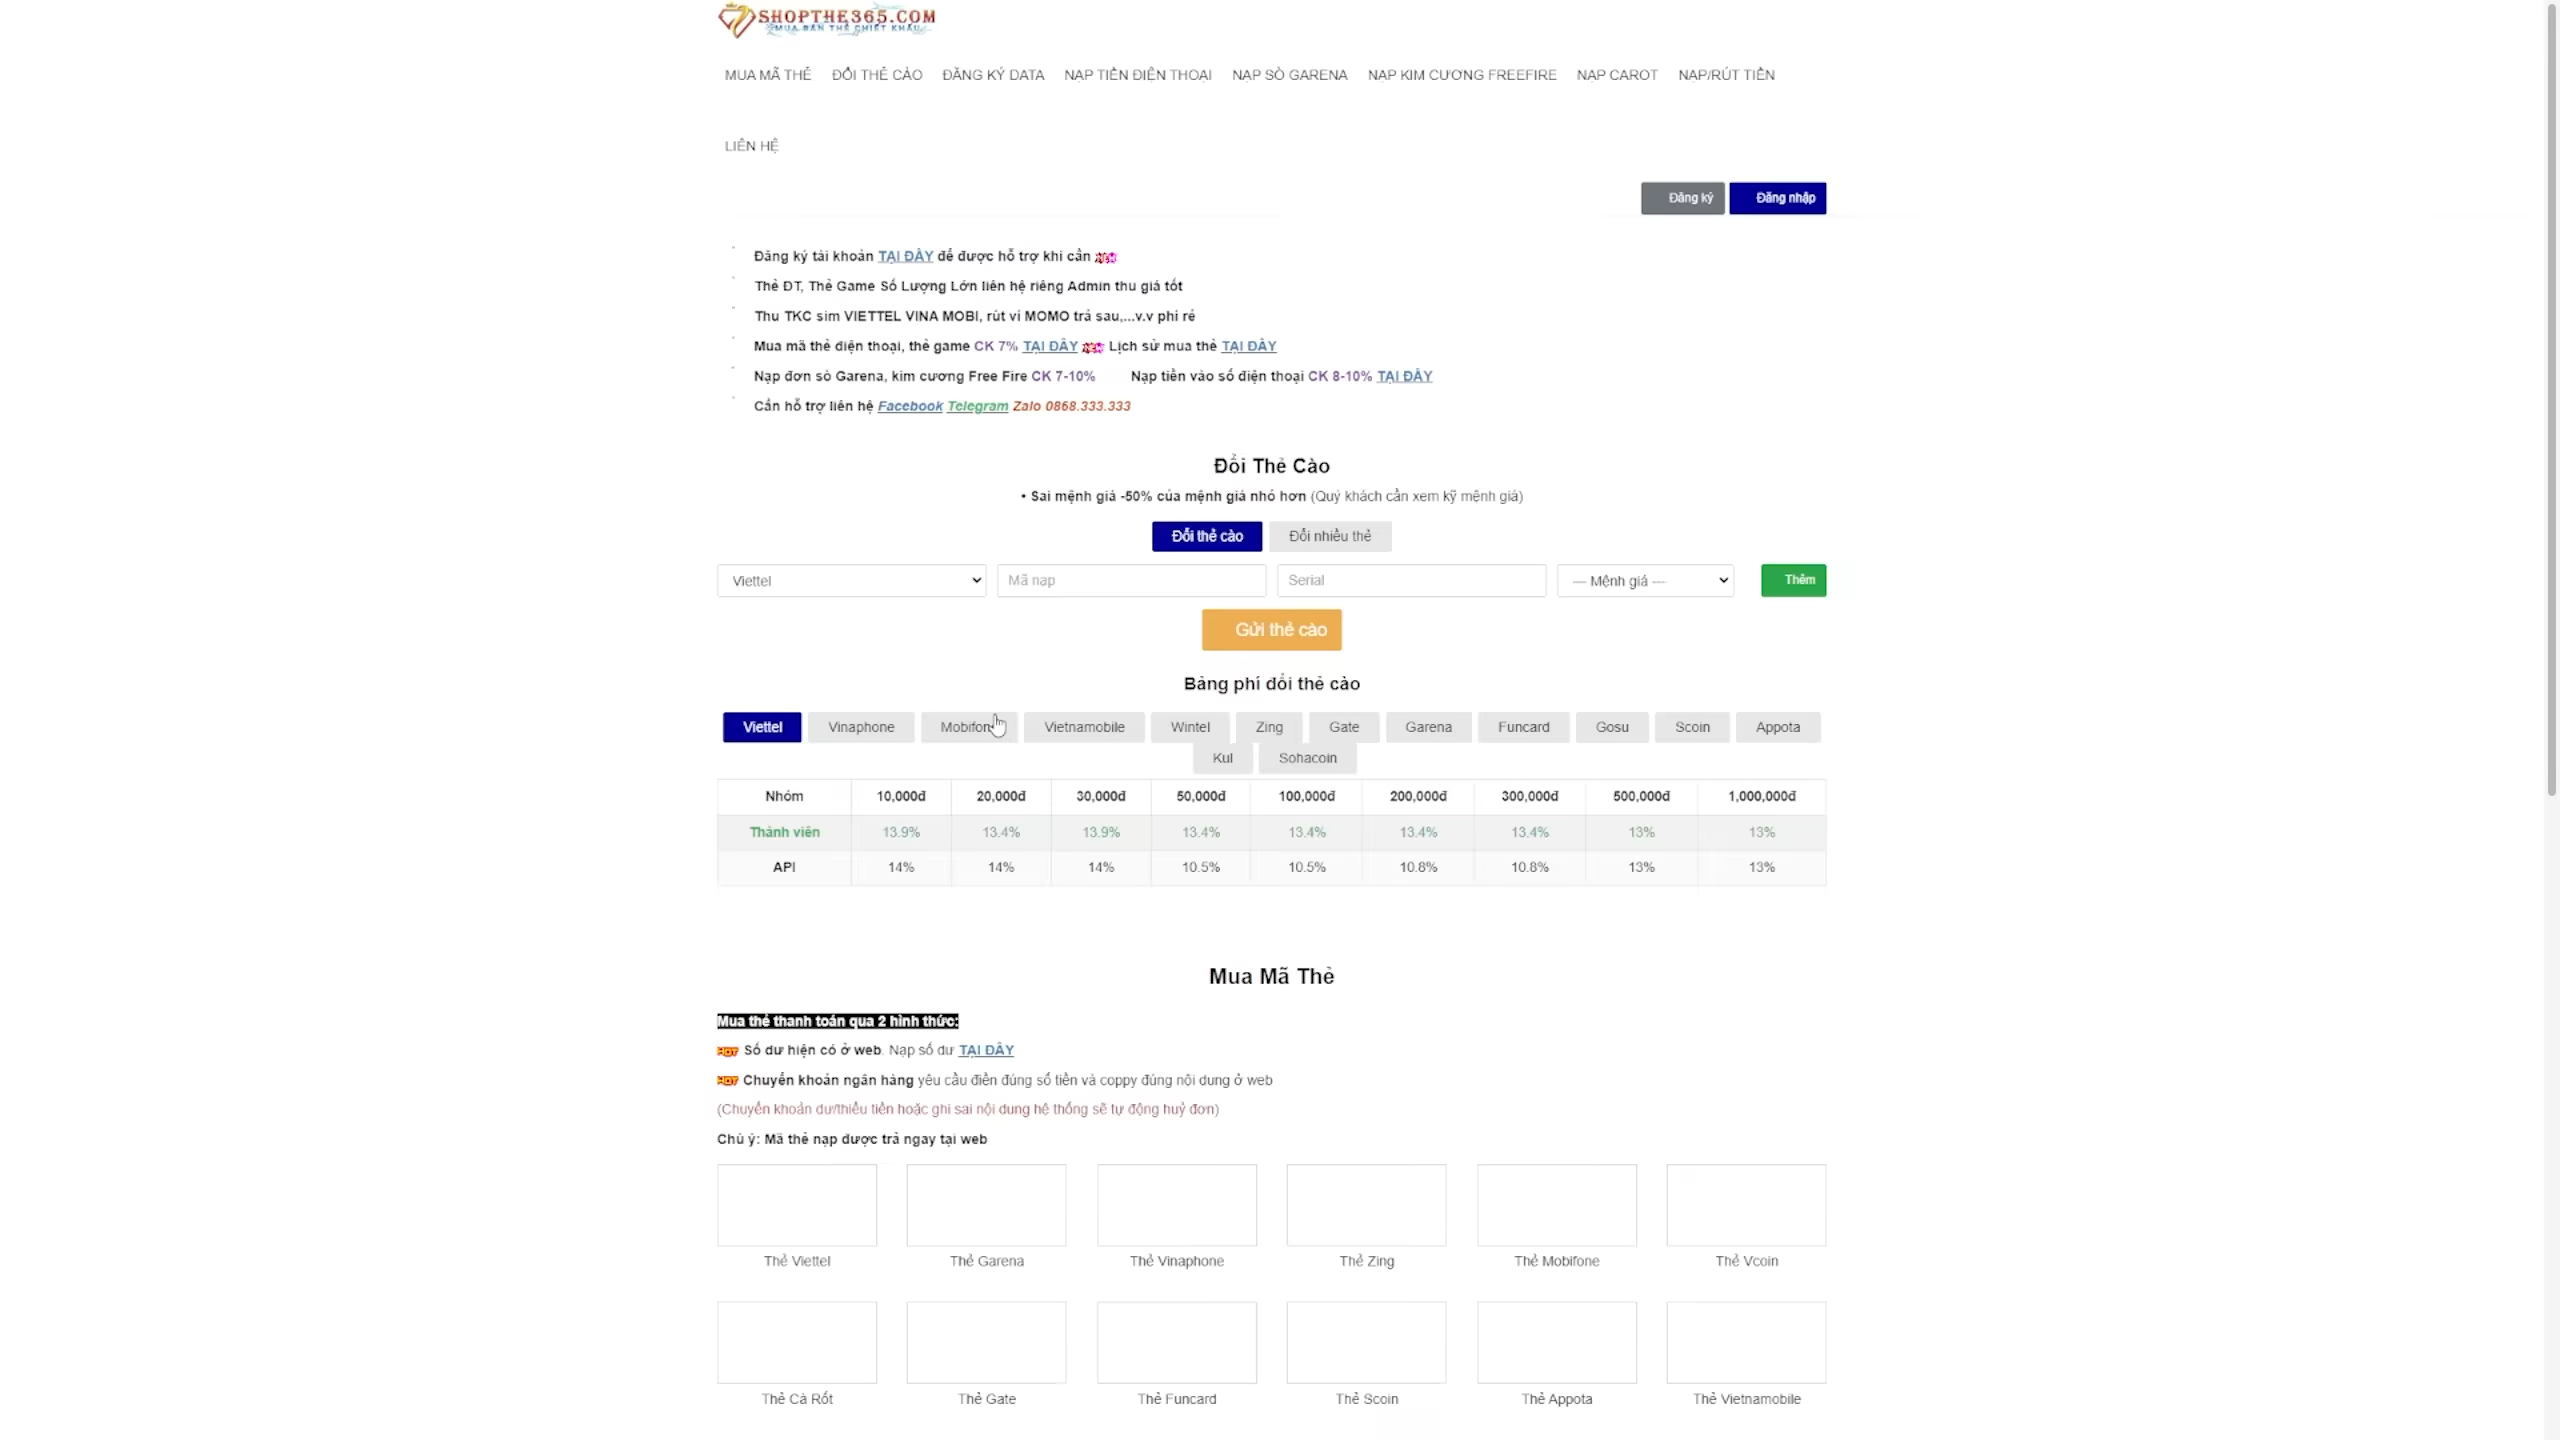 SHOPTHE365.COM
MUA BÁN THẺ CHIẾT KHẤU
MUA MÃ THẺ ĐỔI THẺ CÀO ĐĂNG KÝ DATA NẠP TIỀN ĐIỆN THOẠI NẠP SÒ GARENA NẠP KIM CƯƠNG FREEFIRE NẠP CAROT NẠP/RÚT TIỀN
LIÊN HỆ
Đăng ký Đăng nhập
Đăng ký tài khoản TẠI ĐÂY để được hỗ trợ khi cần NEW
Thẻ ĐT, Thẻ Game Số Lượng Lớn liên hệ riêng Admin thu giá tốt
Thu TKC sim VIETTEL VINA MOBI, rút ví MOMO trả sau,...v.v phí rẻ
Mua mã thẻ điện thoại, thẻ game CK 7% TẠI ĐÂY NEW Lịch sử mua thẻ TẠI ĐÂY
Nạp đơn sò Garena, kim cương Free Fire CK 7-10% Nạp tiền vào số điện thoại CK 8-10% TẠI ĐÂY
Cần hỗ trợ liên hệ Facebook Telegram Zalo 0868.333.333
Đổi Thẻ Cào
• Sai mệnh giá -50% của mệnh giá nhỏ hơn (Quý khách cần xem kỹ mệnh giá)
Đổi thẻ cào Đổi nhiều thẻ
Viettel Mã nạp Serial --- Mệnh giá --- Thêm
Gửi thẻ cào
Bảng phí đổi thẻ cào
Viettel Vinaphone Mobifone Vietnamobile Wintel Zing Gate Garena Funcard Gosu Scoin Appota
Kul Sohacoin
Nhóm 10,000đ 20,000đ 30,000đ 50,000đ 100,000đ 200,000đ 300,000đ 500,000đ 1,000,000đ
Thành viên 13.9% 13.4% 13.9% 13.4% 13.4% 13.4% 13.4% 13% 13%
API 14% 14% 14% 10.5% 10.5% 10.8% 10.8% 13% 13%
Mua Mã Thẻ
Mua thẻ thanh toán qua 2 hình thức:
HOT Số dư hiện có ở web. Nạp số dư TẠI ĐÂY
HOT Chuyển khoản ngân hàng yêu cầu điền đúng số tiền và coppy đúng nội dung ở web
(Chuyển khoản dư/thiếu tiền hoặc ghi sai nội dung hệ thống sẽ tự động huỷ đơn)
Chú ý: Mã thẻ nạp được trả ngay tại web
Thẻ Viettel Thẻ Garena Thẻ Vinaphone Thẻ Zing Thẻ Mobifone Thẻ Vcoin
Thẻ Cà Rốt Thẻ Gate Thẻ Funcard Thẻ Scoin Thẻ Appota Thẻ Vietnamobile